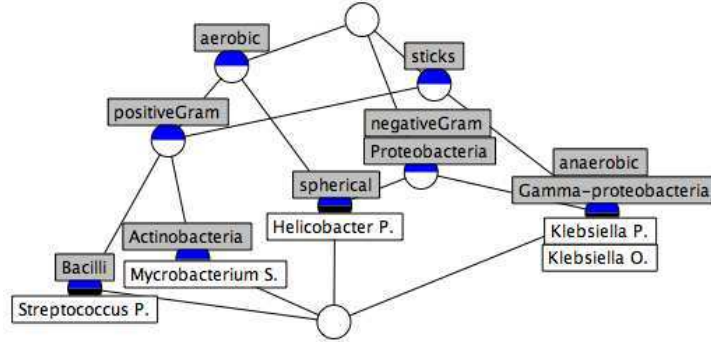 aerobic
sticks
positiveGram
negativeGram
Proteobacteria
anaerobic
spherical
Gamma-proteobacteria
Helicobacter P.
Klebsiella P.
Actinobacteria
Klebsiella O.
Bacilli
Mycrobacterium S.
Streptococcus P.